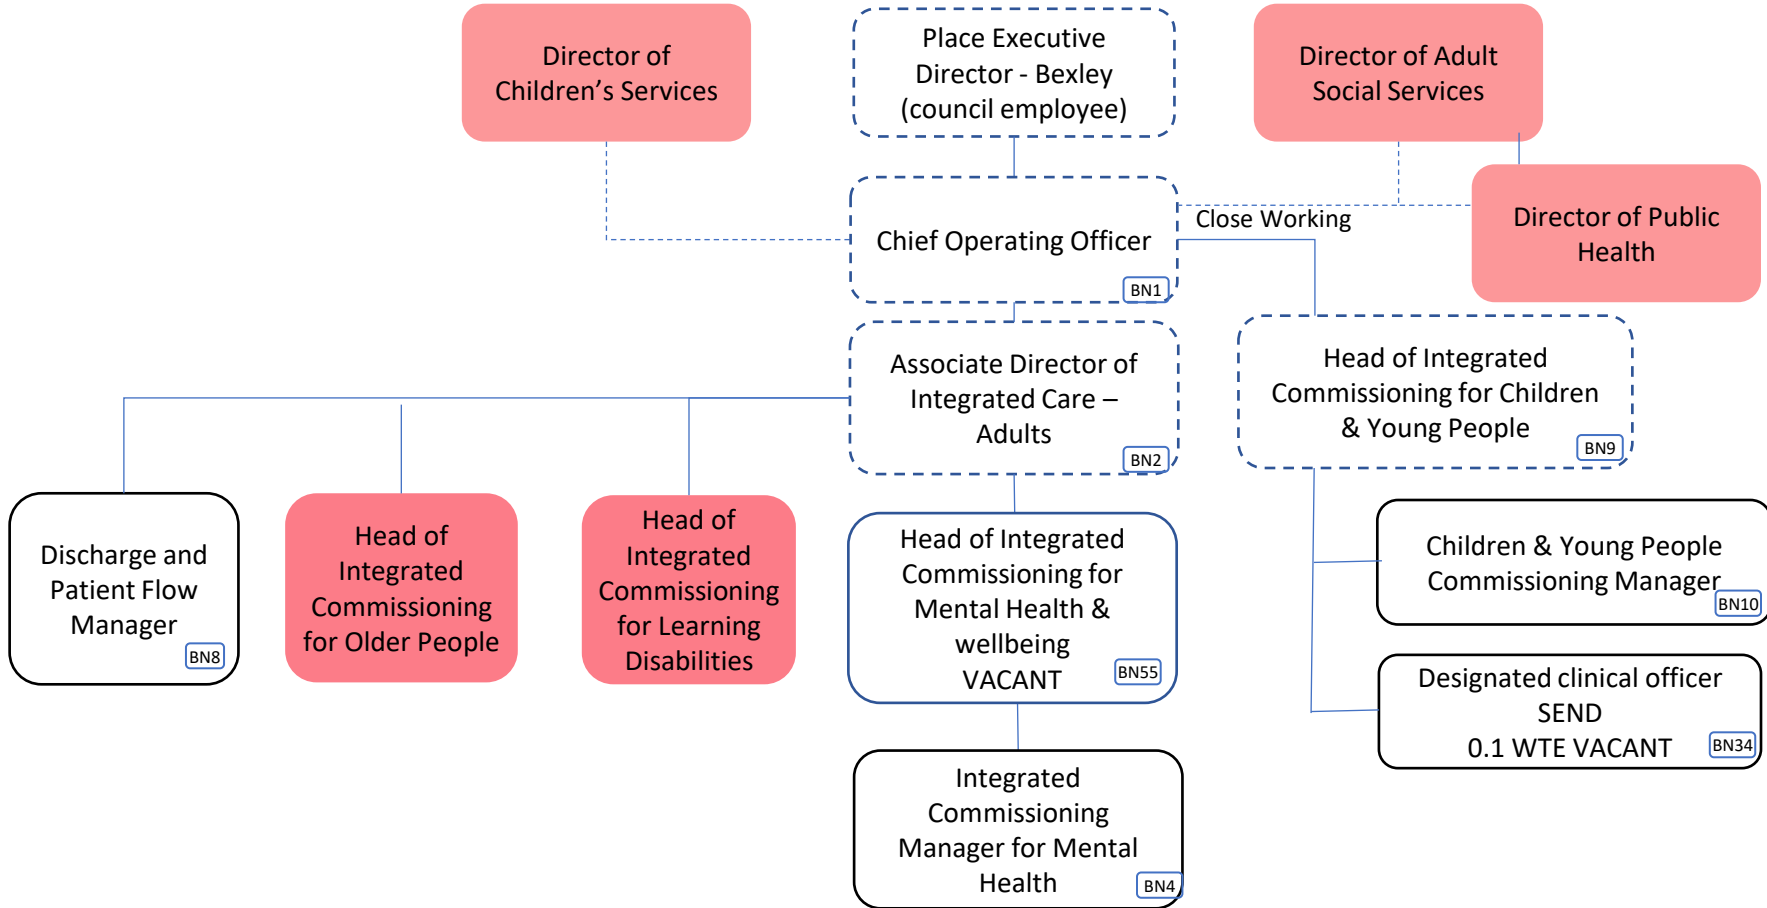 Director of
Children’s Services
Place Executive
Director - Bexley
(council employee)
Director of Adult
Social Services
Director of Public
Health
Close Working
Chief Operating Officer
BN1
Associate Director of
Integrated Care –
Adults
BN2
Head of Integrated
Commissioning for Children
& Young People
BN9
Discharge and
Patient Flow
Manager
BN8
Head of
Integrated
Commissioning
for Older People
Head of
Integrated
Commissioning
for Learning
Disabilities
Head of Integrated
Commissioning for
Mental Health &
wellbeing
VACANT
BN55
Children & Young People
Commissioning Manager
BN10
Designated clinical officer
SEND
0.1 WTE VACANT
BN34
Integrated
Commissioning
Manager for Mental
Health
BN4